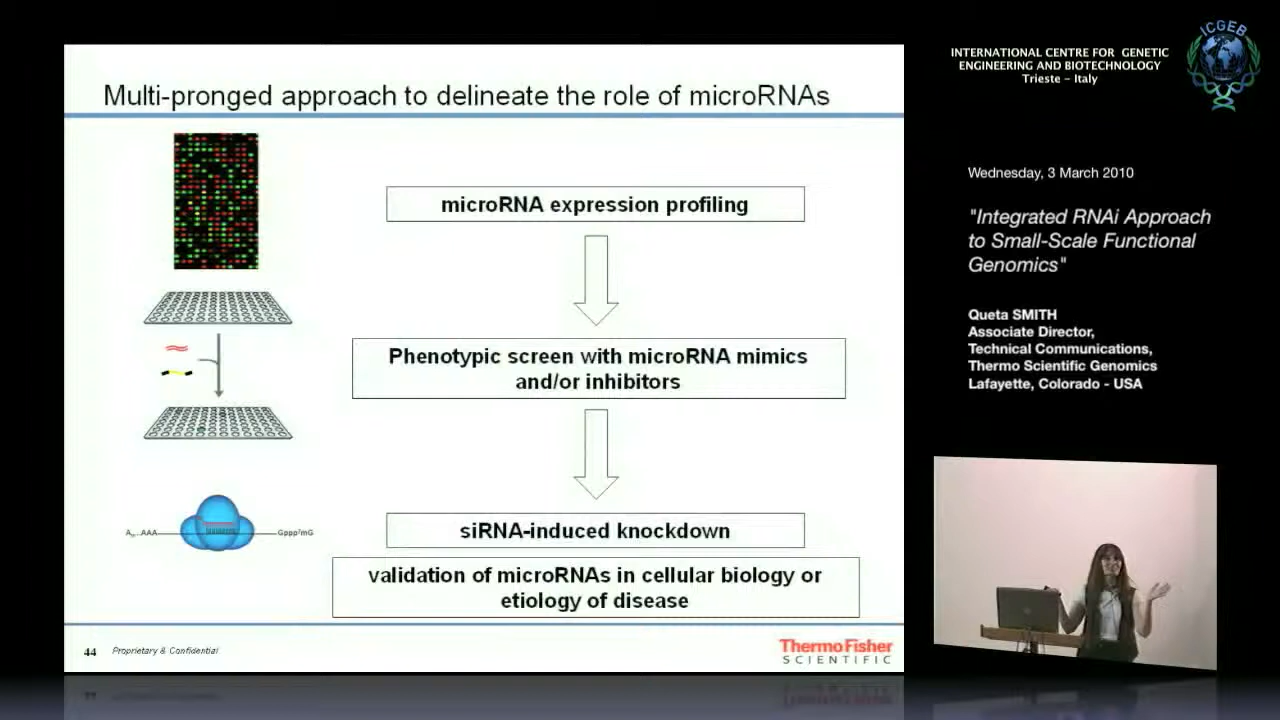 Multi-pronged approach to delineate the role of microRNAs
microRNA expression profiling
Phenotypic screen with microRNA mimics
and/or inhibitors
siRNA-induced knockdown
validation of microRNAs in cellular biology or
etiology of disease
Gppp7mG
44
Proprietary & Confidential
ThermoFisher
SCIENTIFIC
ICGEB
INTERNATIONAL CENTRE FOR GENETIC
ENGINEERING AND BIOTECHNOLOGY
Trieste - Italy
Wednesday, 3 March 2010
"Integrated RNAi Approach
to Small-Scale Functional
Genomics"
Queta SMITH
Associate Director,
Technical Communications,
Thermo Scientific Genomics
Lafayette, Colorado - USA